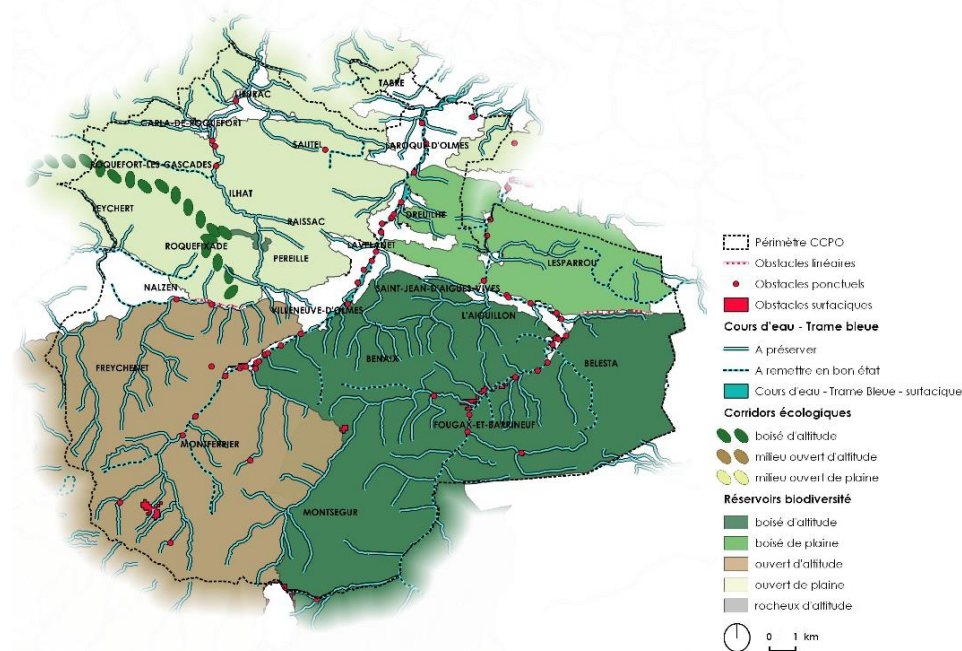 TABRE
LIEURAC
CARLA-DE-ROQUEFORT
SAUTEL
LAROQUE-D'OLMES
ROQUEFORT-LES-CASCADES
ILHAT
LEYCHERT
RAISSAC
DREUILHE
ROQUEFIXADE
PEREILLE
LAVELANET
LESPARROU
NALZEN
SAINT-JEAN-D'AIGUES-VIVES
VILLENEUVE-D'OLMES
L'AIGUILLON
FREYCHENET
BENAIX
BELESTA
FOUGAX-ET-BARRINEUF
MONTFERRIER
MONTSEGUR
Périmètre CCPO
Obstacles linéaires
Obstacles ponctuels
Obstacles surfaciques
Cours d'eau - Trame bleue
A préserver
A remettre en bon état
Cours d'eau - Trame Bleue - surfacique
Corridors écologiques
boisé d'altitude
milieu ouvert d'altitude
milieu ouvert de plaine
Réservoirs biodiversité
boisé d'altitude
boisé de plaine
ouvert d'altitude
ouvert de plaine
rocheux d'altitude
0 1 km